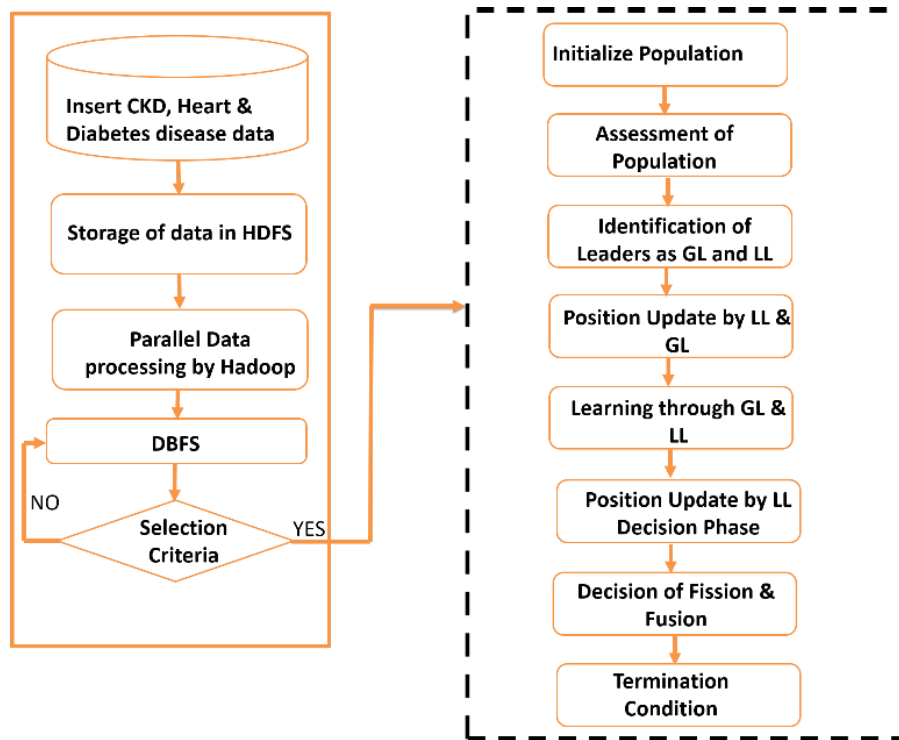 Insert CKD, Heart &
Diabetes disease data
Storage of data in HDFS
Parallel Data
processing by Hadoop
DBFS
NO
Selection
Criteria
YES
Initialize Population
Assessment of
Population
Identification of
Leaders as GL and LL
Position Update by LL &
GL
Learning through GL &
LL
Position Update by LL
Decision Phase
Decision of Fission &
Fusion
Termination
Condition